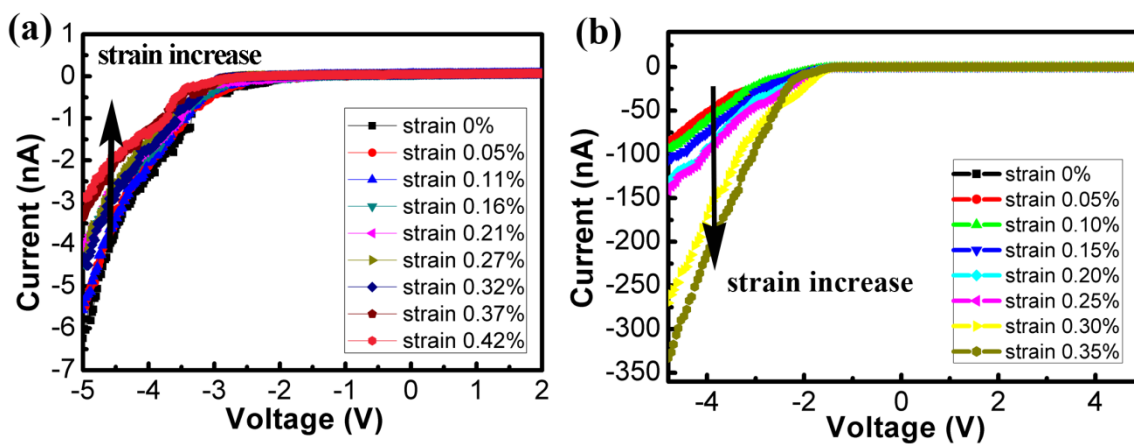 (a)
strain increase
1
0
-1
-2
-3
-4
-5
-6
-7
Current (nA)
-5 -4 -3 -2 -1 0 1 2
Voltage (V)
strain 0%
strain 0.05%
strain 0.11%
strain 0.16%
strain 0.21%
strain 0.27%
strain 0.32%
strain 0.37%
strain 0.42%
(b)
0
-50
-100
-150
-200
-250
-300
-350
Current (nA)
strain increase
-4 -2 0 2 4
Voltage (V)
strain 0%
strain 0.05%
strain 0.10%
strain 0.15%
strain 0.20%
strain 0.25%
strain 0.30%
strain 0.35%